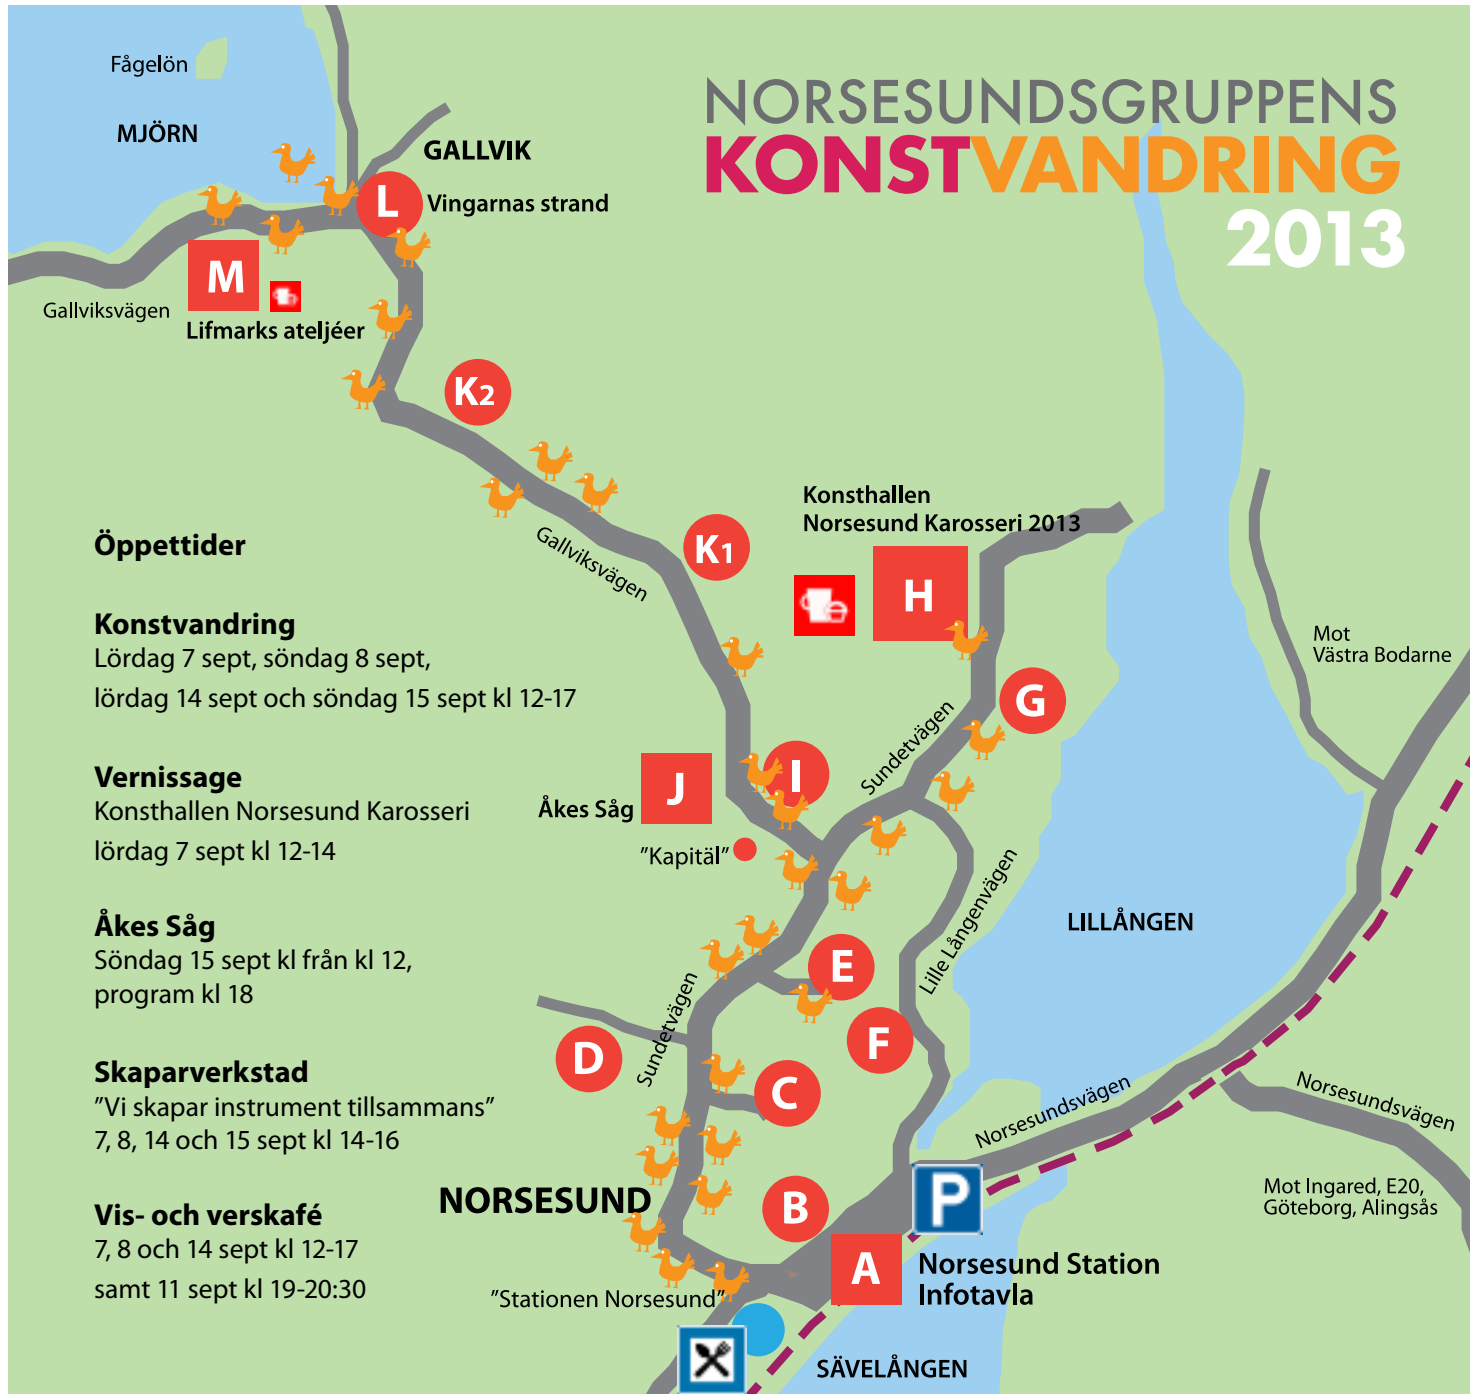 NORSESUNDSGRUPPENS
KONSTVANDRING
2013
Fågelön
MJÖRN
GALLVIK
L
Vingarnas strand
M
Gallviksvägen
Lifmarks ateljéer
K2
Konsthallen
Norsesund Karosseri 2013
Gallviksvägen
K1
H
Mot
Västra Bodarne
G
Sundetvägen
I
J
Åkes Såg
"Kapitäl"
Lille Långenvägen
LILLÅNGEN
E
Sundetvägen
F
D
C
Norsesundsvägen
Norsesundsvägen
NORSESUND
B
P
Mot Ingared, E20,
Göteborg, Alingsås
A
Norsesund Station
Infotavla
"Stationen Norsesund"
SÄVELÅNGEN
Öppettider
Konstvandring
Lördag 7 sept, söndag 8 sept,
lördag 14 sept och söndag 15 sept kl 12-17
Vernissage
Konsthallen Norsesund Karosseri
lördag 7 sept kl 12-14
Åkes Såg
Söndag 15 sept kl från kl 12,
program kl 18
Skaparverkstad
"Vi skapar instrument tillsammans"
7, 8, 14 och 15 sept kl 14-16
Vis- och verskafé
7, 8 och 14 sept kl 12-17
samt 11 sept kl 19-20:30